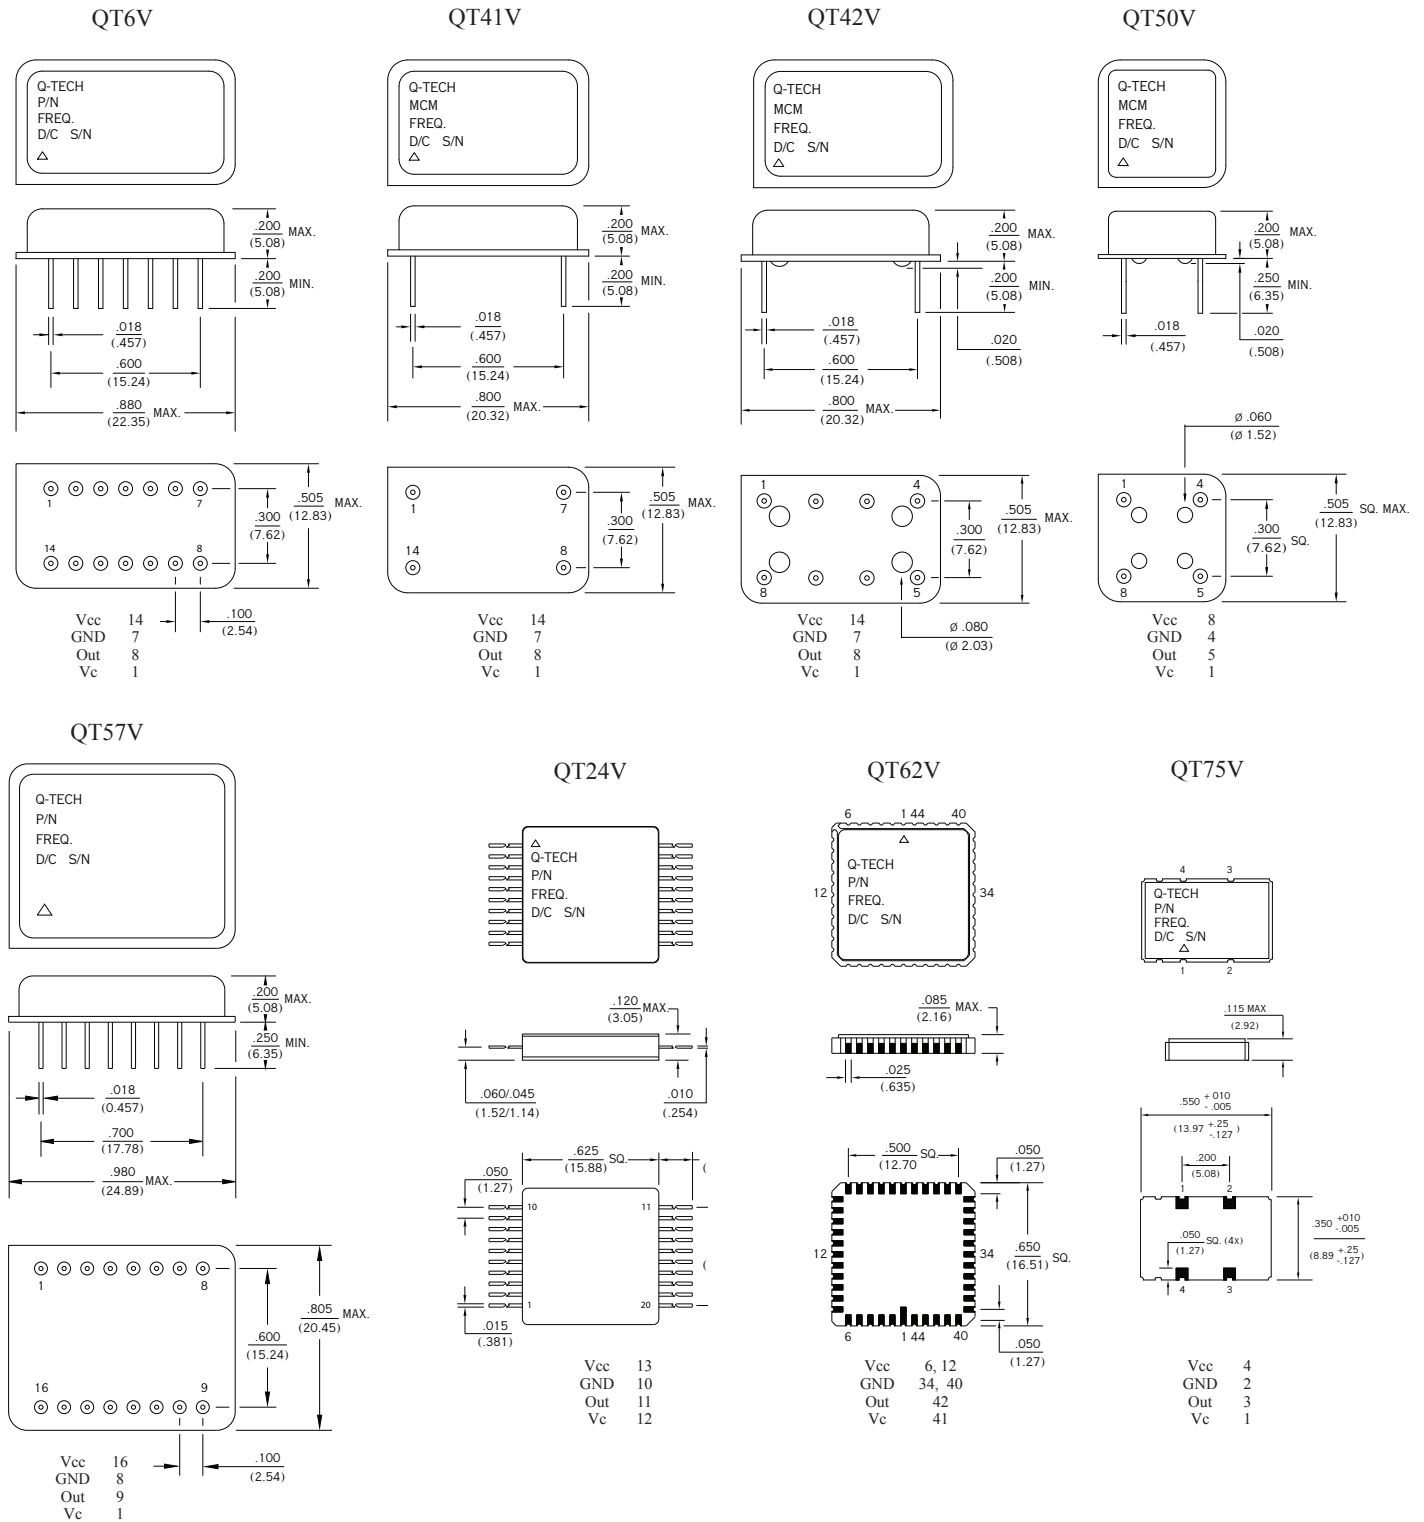 QT6V
Q-TECH
P/N
FREQ.
D/C S/N
.200
(5.08)
MAX.
.200
(5.08)
MIN.
.018
(.457)
.600
(15.24)
.880
(22.35)
MAX.
1
7
14
8
.300
(7.62)
.505
(12.83)
MAX.
.100
(2.54)
Vcc 14
GND 7
Out 8
Vc 1
QT41V
Q-TECH
MCM
FREQ.
D/C S/N
.200
(5.08)
MAX.
.200
(5.08)
MIN.
.018
(.457)
.600
(15.24)
.800
(20.32)
MAX.
1
7
14
8
.300
(7.62)
.505
(12.83)
MAX.
Vcc 14
GND 7
Out 8
Vc 1
QT42V
Q-TECH
MCM
FREQ.
D/C S/N
.200
(5.08)
MAX.
.200
(5.08)
MIN.
.018
(.457)
.020
(.508)
.600
(15.24)
.800
(20.32)
MAX.
1
4
8
5
.300
(7.62)
.505
(12.83)
MAX.
Ø .080
(Ø 2.03)
Vcc 14
GND 7
Out 8
Vc 1
QT50V
Q-TECH
MCM
FREQ.
D/C S/N
.200
(5.08)
MAX.
.250
(6.35)
MIN.
.018
(.457)
.020
(.508)
Ø .060
(Ø 1.52)
1
4
8
5
.300
(7.62)
SQ.
.505
(12.83)
SQ. MAX.
Vcc 8
GND 4
Out 5
Vc 1
QT57V
Q-TECH
P/N
FREQ.
D/C S/N
.200
(5.08)
MAX.
.250
(6.35)
MIN.
.018
(0.457)
.700
(17.78)
.980
(24.89)
MAX.
1
8
16
9
.600
(15.24)
.805
(20.45)
MAX.
.100
(2.54)
Vcc 16
GND 8
Out 9
Vc 1
QT24V
Q-TECH
P/N
FREQ.
D/C S/N
.120
(3.05)
MAX.
.060/.045
(1.52/1.14)
.010
(.254)
.625
(15.88)
SQ.
.050
(1.27)
(
(
10
11
1
20
.015
(.381)
Vcc 13
GND 10
Out 11
Vc 12
QT62V
6
1 44
40
12
34
Q-TECH
P/N
FREQ.
D/C S/N
.085
(2.16)
MAX.
.025
(.635)
.500
(12.70
SQ.
.050
(1.27)
12
34
.650
(16.51)
SQ.
6
1 44
40
.050
(1.27)
Vcc 6, 12
GND 34, 40
Out 42
Vc 41
QT75V
4
3
Q-TECH
P/N
FREQ.
D/C S/N
1
2
.115 MAX
(2.92)
.550 + 010
- .005
(13.97 +.25
-.127 )
.200
(5.08)
1
2
.050
(1.27)
SQ. (4X)
4
3
.350 +010
-.005
(8.89 +.25
-.127)
Vcc 4
GND 2
Out 3
Vc 1